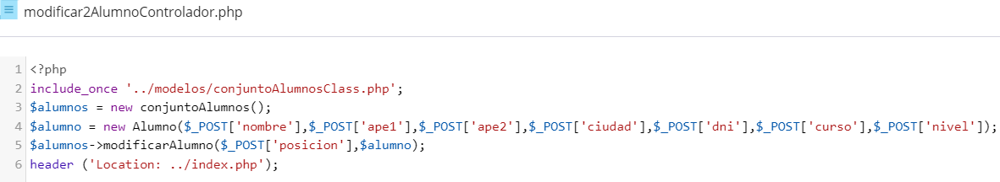 modificar2AlumnoControlador.php
1 <?php
2 include_once '../modelos/conjuntoAlumnosClass.php';
3 $alumnos = new conjuntoAlumnos();
4 $alumno = new Alumno($_POST['nombre'],$_POST['ape1'],$_POST['ape2'],$_POST['ciudad'],$_POST['dni'],$_POST['curso'],$_POST['nivel']);
5 $alumnos->modificarAlumno($_POST['posicion'],$alumno);
6 header ('Location: ../index.php');